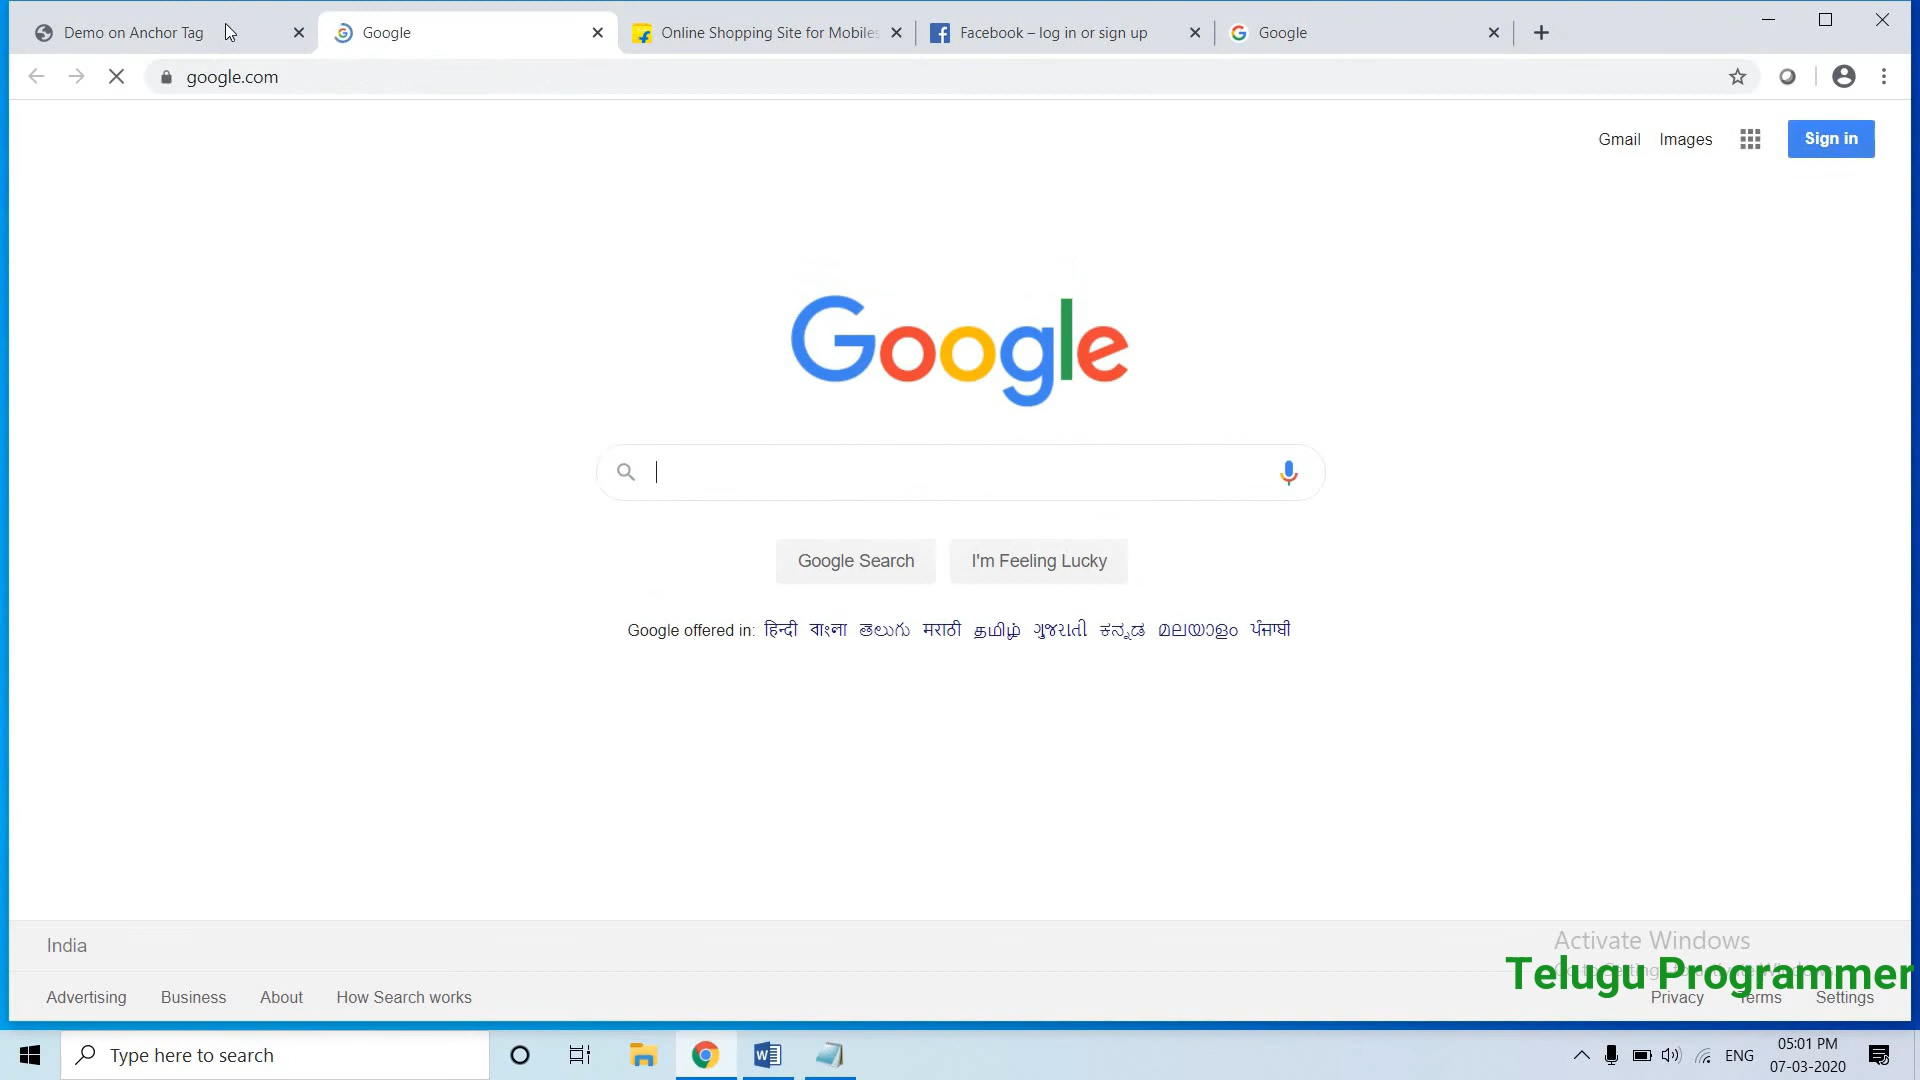 Demo on Anchor Tag
Google
Online Shopping Site for Mobiles
Facebook – log in or sign up
Google
google.com
Gmail Images
Sign in
Google
Google Search
I'm Feeling Lucky
Google offered in: हिन्दी বাংলা తెలుగు मराठी தமிழ் ગુજરાતી ಕನ್ನಡ മലയാളം ਪੰਜਾਬੀ
India
Activate Windows
Telugu Programmer
Advertising Business About How Search works
Privacy Terms Settings
Type here to search
ENG
05:01 PM
07-03-2020